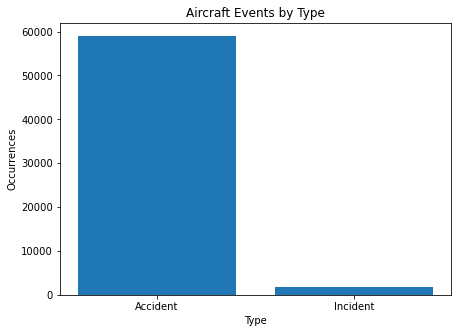 Aircraft Events by Type
60000
50000
40000
30000
20000
10000
0
Occurrences
Accident Incident
Type